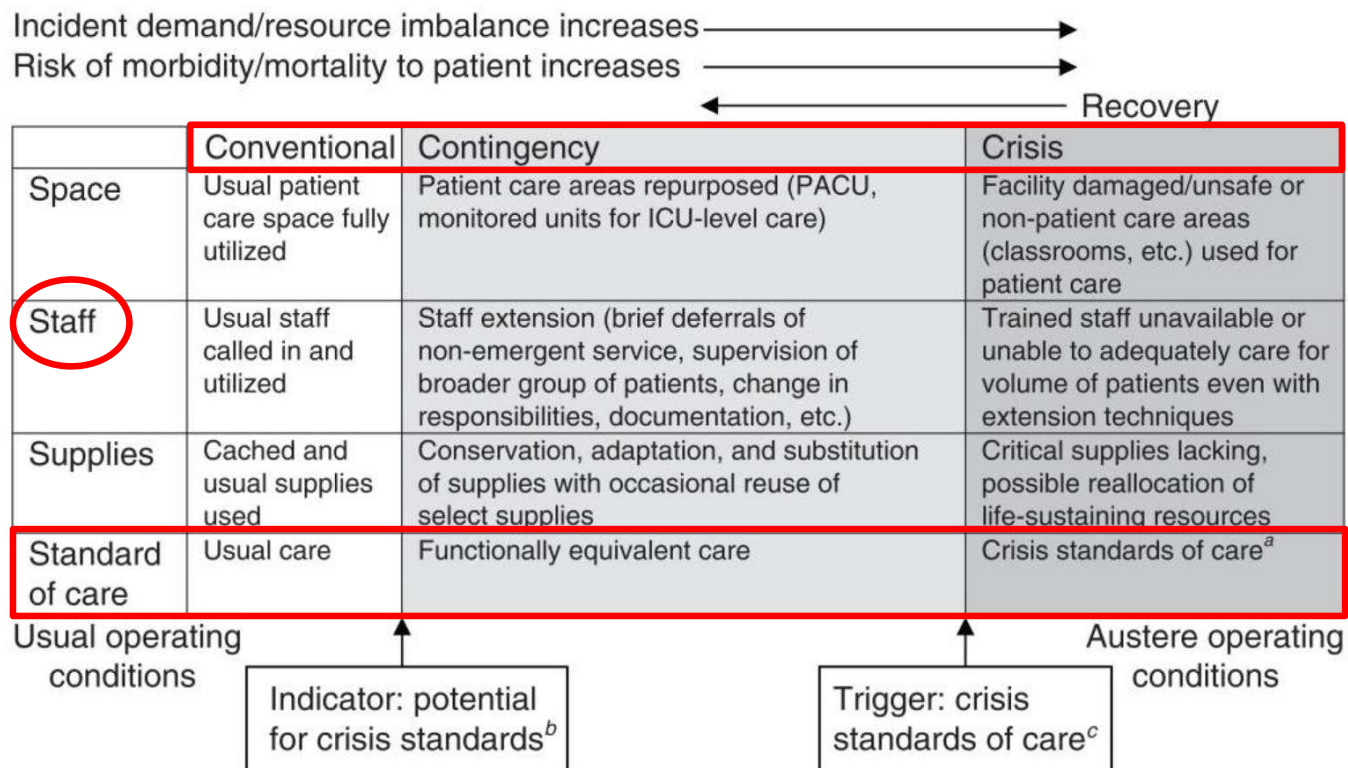 Incident demand/resource imbalance increases
Risk of morbidity/mortality to patient increases
Recovery
Conventional
Contingency
Crisis
Space
Usual patient
care space fully
utilized
Patient care areas repurposed (PACU,
monitored units for ICU-level care)
Facility damaged/unsafe or
non-patient care areas
(classrooms, etc.) used for
patient care
Staff
Usual staff
called in and
utilized
Staff extension (brief deferrals of
non-emergent service, supervision of
broader group of patients, change in
responsibilities, documentation, etc.)
Trained staff unavailable or
unable to adequately care for
volume of patients even with
extension techniques
Supplies
Cached and
usual supplies
used
Conservation, adaptation, and substitution
of supplies with occasional reuse of
select supplies
Critical supplies lacking,
possible reallocation of
life-sustaining resources
Standard
of care
Usual care
Functionally equivalent care
Crisis standards of care^a
Usual operating
conditions
Indicator: potential
for crisis standards^b
Trigger: crisis
standards of care^c
Austere operating
conditions